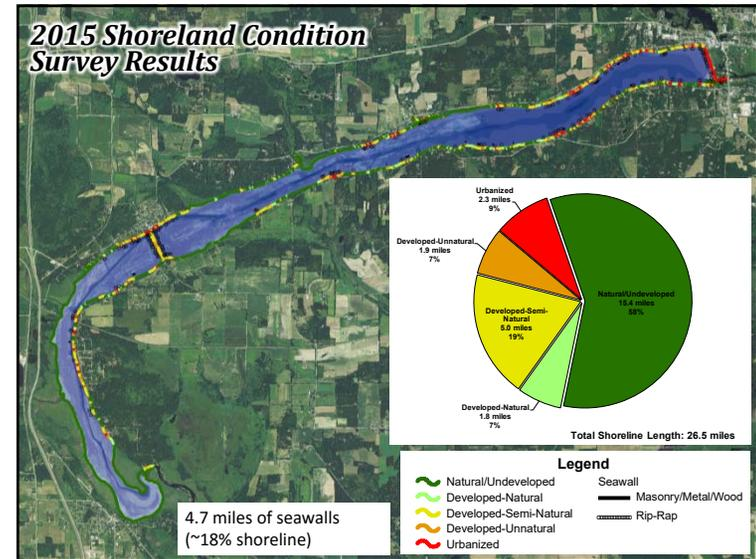 2015 Shoreland Condition
Survey Results
Urbanized
2.3 miles
9%
Developed-Unnatural
1.9 miles
7%
Natural/Undeveloped
15.4 miles
58%
Developed-Semi-
Natural
5.0 miles
19%
Developed-Natural
1.8 miles
7%
Total Shoreline Length: 26.5 miles
Legend
Natural/Undeveloped
Developed-Natural
Developed-Semi-Natural
Developed-Unnatural
Urbanized
Seawall
Masonry/Metal/Wood
Rip-Rap
4.7 miles of seawalls
(~18% shoreline)